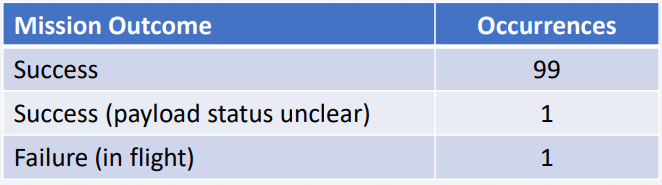 Mission Outcome Occurrences
Success 99
Success (payload status unclear) 1
Failure (in flight) 1